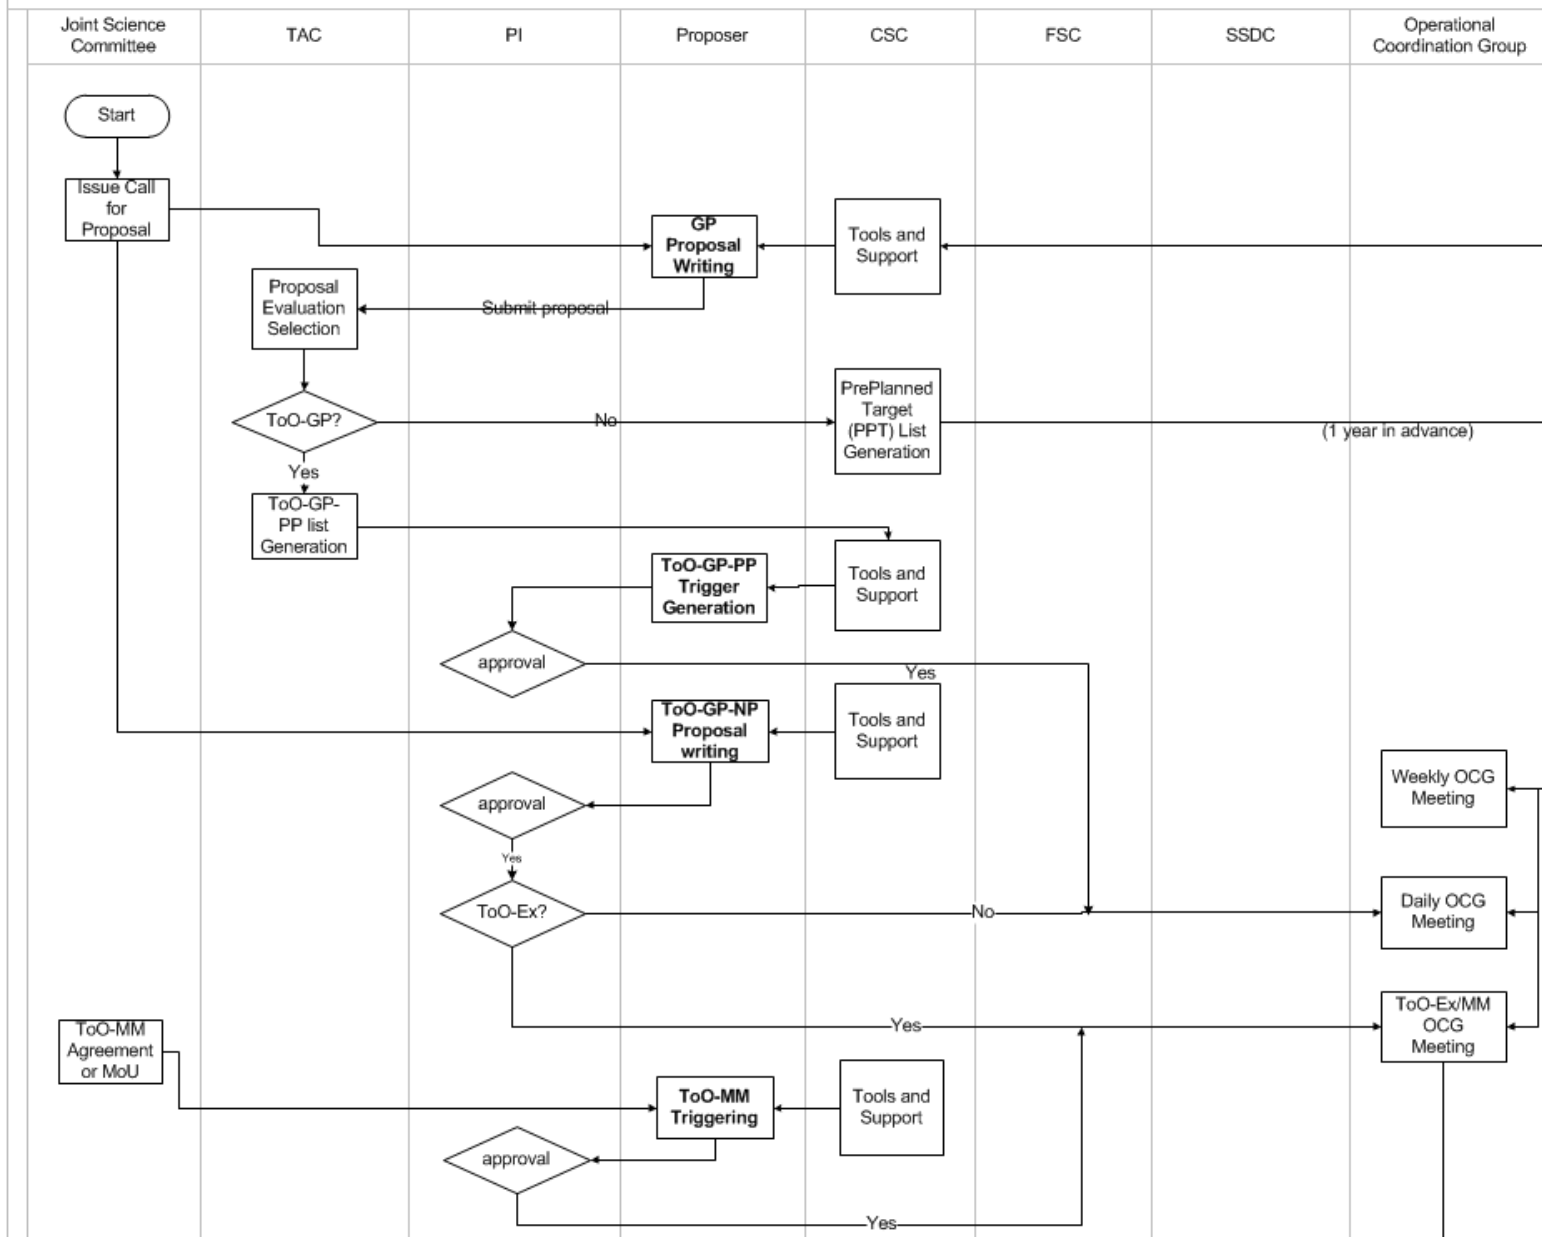 Joint Science
Committee
TAC
PI
Proposer
CSC
FSC
SSDC
Operational
Coordination Group
Start
Issue Call
for
Proposal
GP
Proposal
Writing
Tools and
Support
Proposal
Evaluation
Selection
Submit proposal
ToO-GP?
No
PrePlanned
Target
(PPT) List
Generation
(1 year in advance)
Yes
ToO-GP-
PP list
Generation
ToO-GP-PP
Trigger
Generation
Tools and
Support
approval
Yes
ToO-GP-NP
Proposal
writing
Tools and
Support
Weekly OCG
Meeting
approval
Yes
ToO-Ex?
No
Daily OCG
Meeting
Yes
ToO-Ex/MM
OCG
Meeting
ToO-MM
Agreement
or MoU
ToO-MM
Triggering
Tools and
Support
approval
Yes